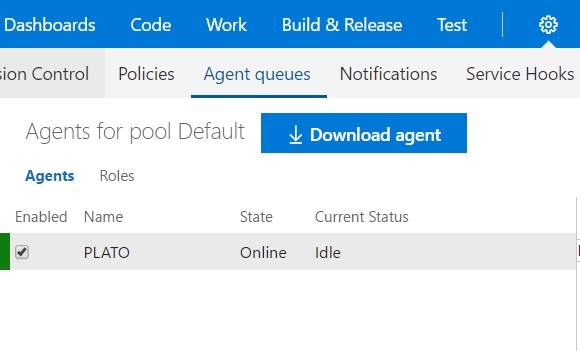 Dashboards Code Work Build & Release Test
sion Control Policies Agent queues Notifications Service Hooks
Agents for pool Default Download agent
Agents Roles
Enabled Name State Current Status
PLATO Online Idle